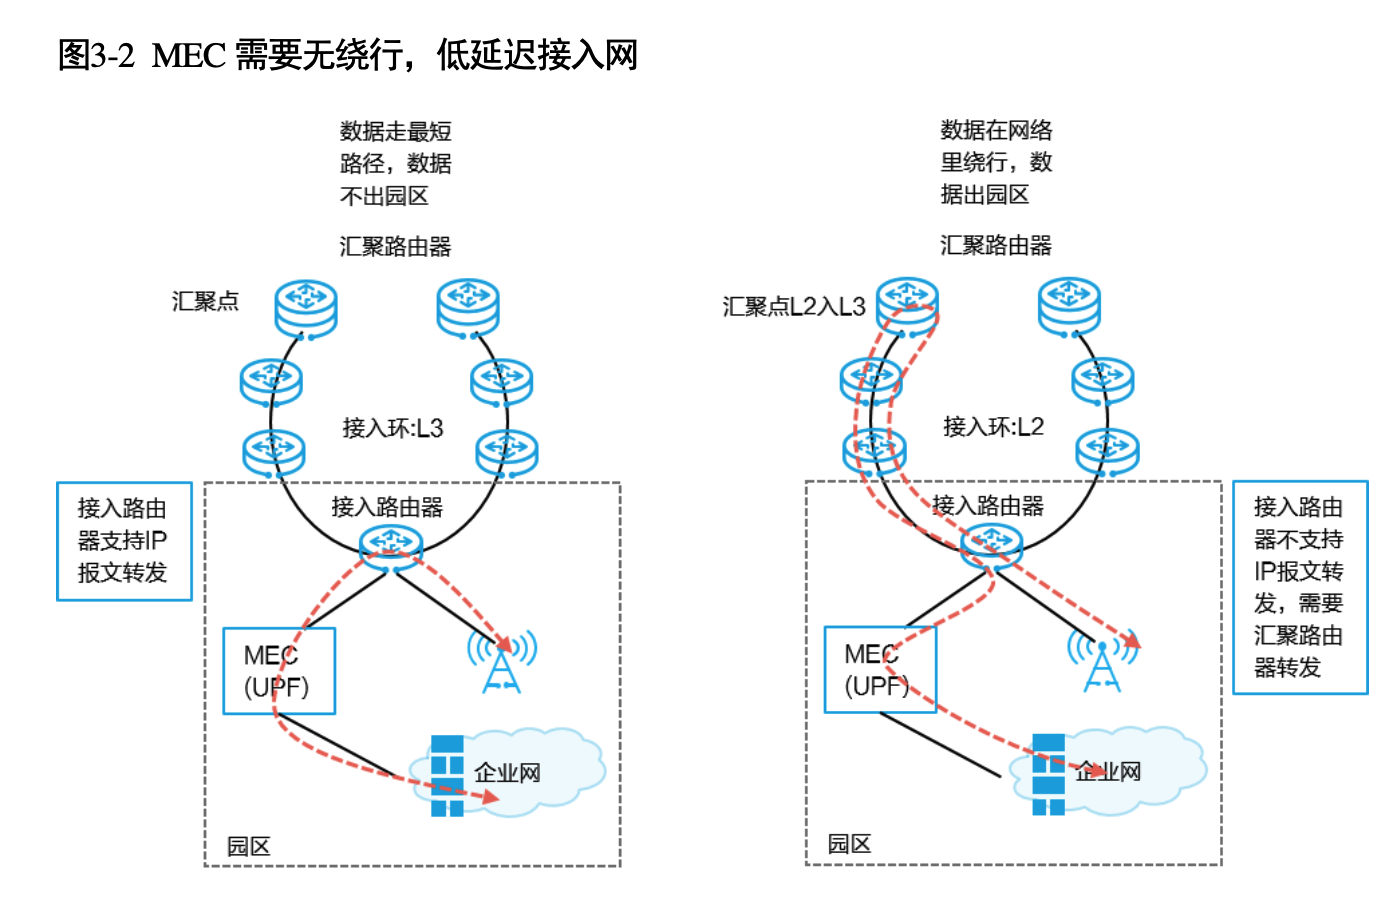 图3-2 MEC 需要无绕行，低延迟接入网
数据走最短
路径，数据
不出园区
汇聚路由器
汇聚点
接入环:L3
接入路由器
接入路由
器支持IP
报文转发
MEC
(UPF)
企业网
园区
数据在网络
里绕行，数
据出园区
汇聚路由器
汇聚点L2入L3
接入环:L2
接入路由器
接入路由
器不支持
IP报文转
发，需要
汇聚路由
器转发
MEC
(UPF)
企业网
园区